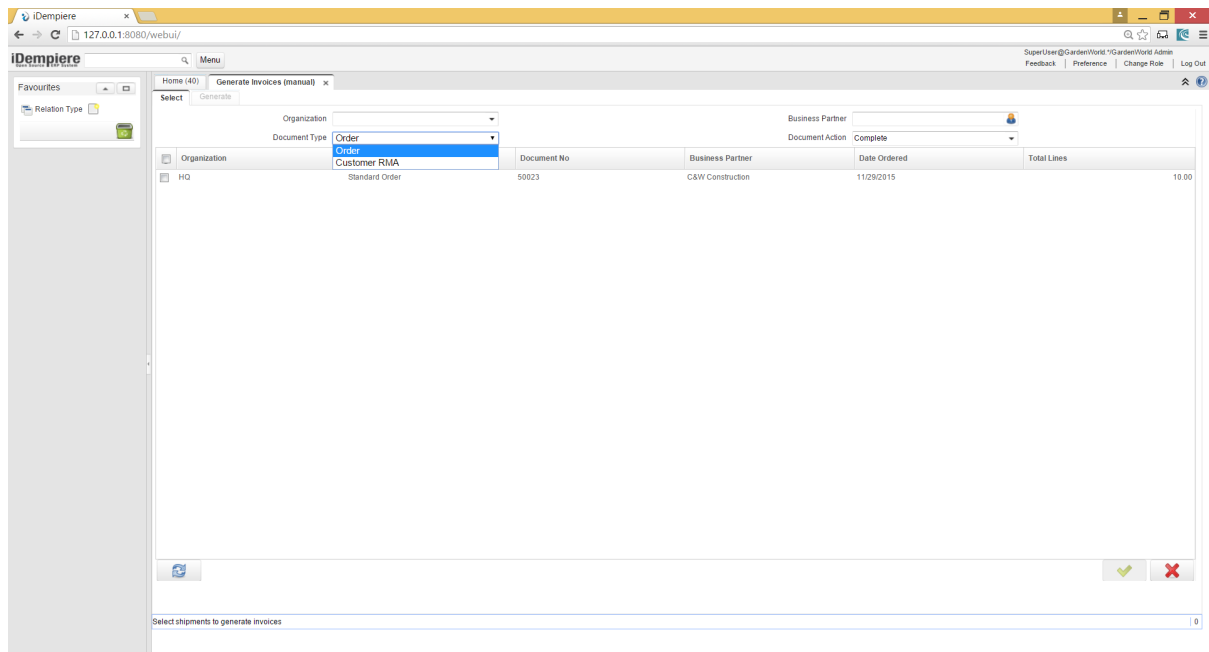 iDempiere
127.0.0.1:8080/webui/
iDempiere
Menu
SuperUser@GardenWorld.*/GardenWorld Admin
Feedback | Preference | Change Role | Log Out
Favourites
Home (40) Generate Invoices (manual)
Relation Type
Select Generate
Organization Business Partner
Document Type Order Document Action Complete
Order
Customer RMA
Organization Document No Business Partner Date Ordered Total Lines
HQ Standard Order 50023 C&W Construction 11/29/2015 10.00
Select shipments to generate invoices 0